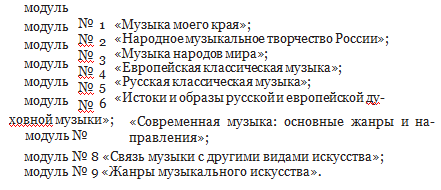 модуль
модуль № 1 «Музыка моего края»;
модуль № 2 «Народное музыкальное творчество России»;
модуль № 3 «Музыка народов мира»;
модуль № 4 «Европейская классическая музыка»;
модуль № 5 «Русская классическая музыка»;
модуль № 6 «Истоки и образы русской и европейской ду-
ховной музыки»; «Современная музыка: основные жанры и на-
модуль № правления»;
модуль № 8 «Связь музыки с другими видами искусства»;
модуль № 9 «Жанры музыкального искусства».